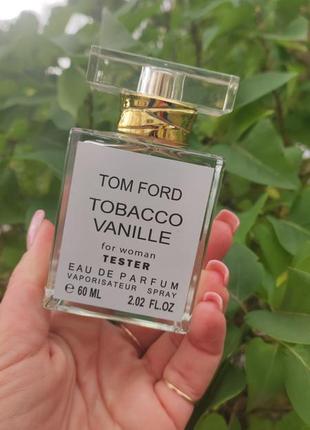 TOM FORD
TOBACCO
VANILLE
for woman
TESTER
EAU DE PARFUM
VAPORISATEUR SPRAY
℮ 60 ML 2.02 FL.OZ